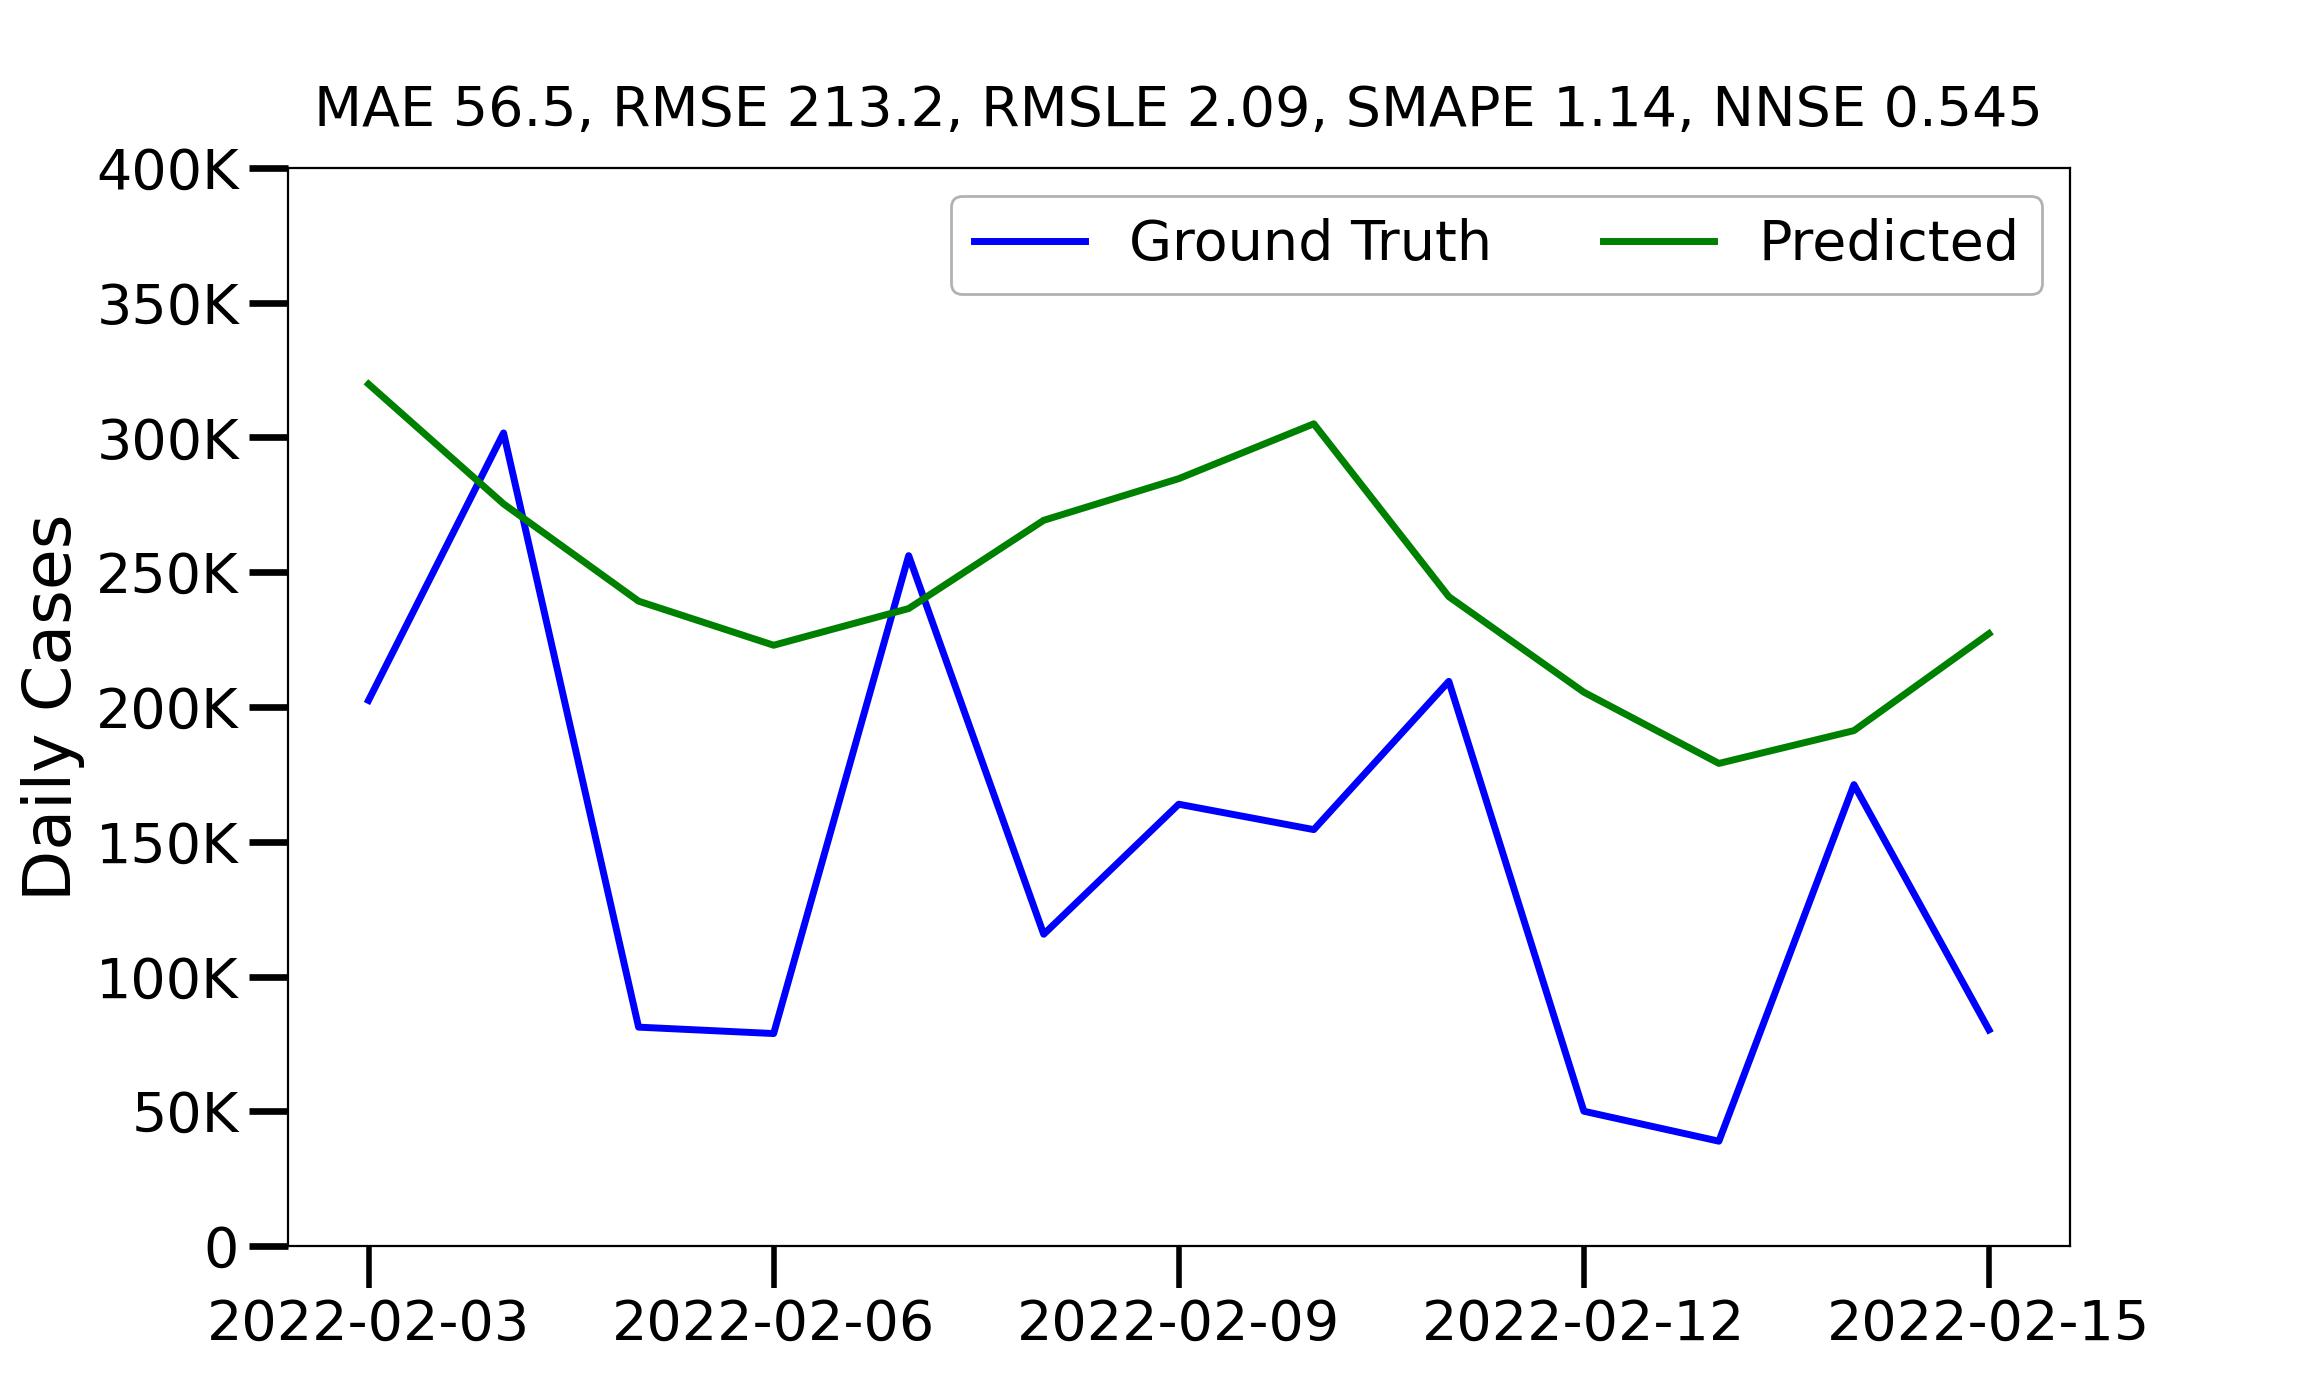 MAE 56.5, RMSE 213.2, RMSLE 2.09, SMAPE 1.14, NNSE 0.545
Ground Truth
Predicted
Daily Cases
400K
350K
300K
250K
200K
150K
100K
50K
0
2022-02-03
2022-02-06
2022-02-09
2022-02-12
2022-02-15